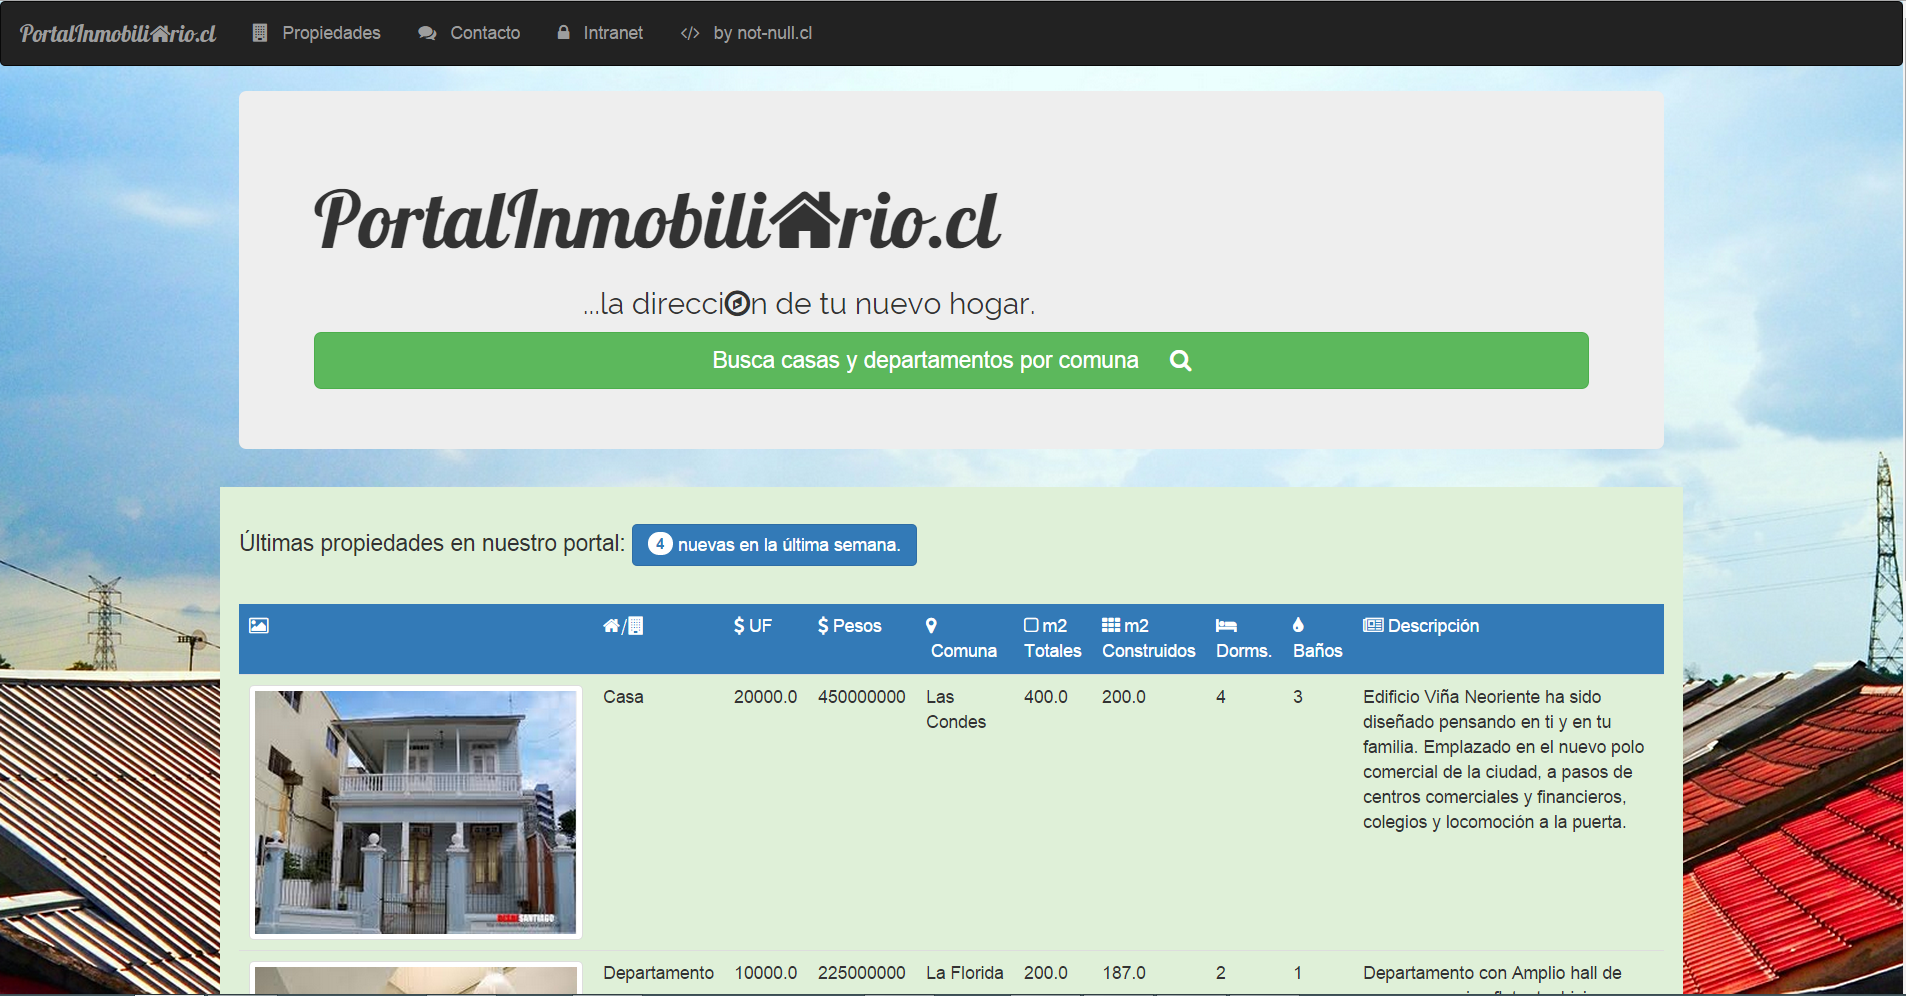 PortalInmobiliario.cl Propiedades Contacto Intranet </> by not-null.cl
PortalInmobiliario.cl
...la dirección de tu nuevo hogar.
Busca casas y departamentos por comuna
Últimas propiedades en nuestro portal: 4 nuevas en la última semana.
/ $ UF $ Pesos Comuna m2 Totales m2 Construidos Dorms. Baños Descripción
Casa 20000.0 450000000 Las Condes 400.0 200.0 4 3 Edificio Viña Neoriente ha sido
diseñado pensando en ti y en tu
familia. Emplazado en el nuevo polo
comercial de la ciudad, a pasos de
centros comerciales y financieros,
colegios y locomoción a la puerta.
Departamento 10000.0 225000000 La Florida 200.0 187.0 2 1 Departamento con Amplio hall de